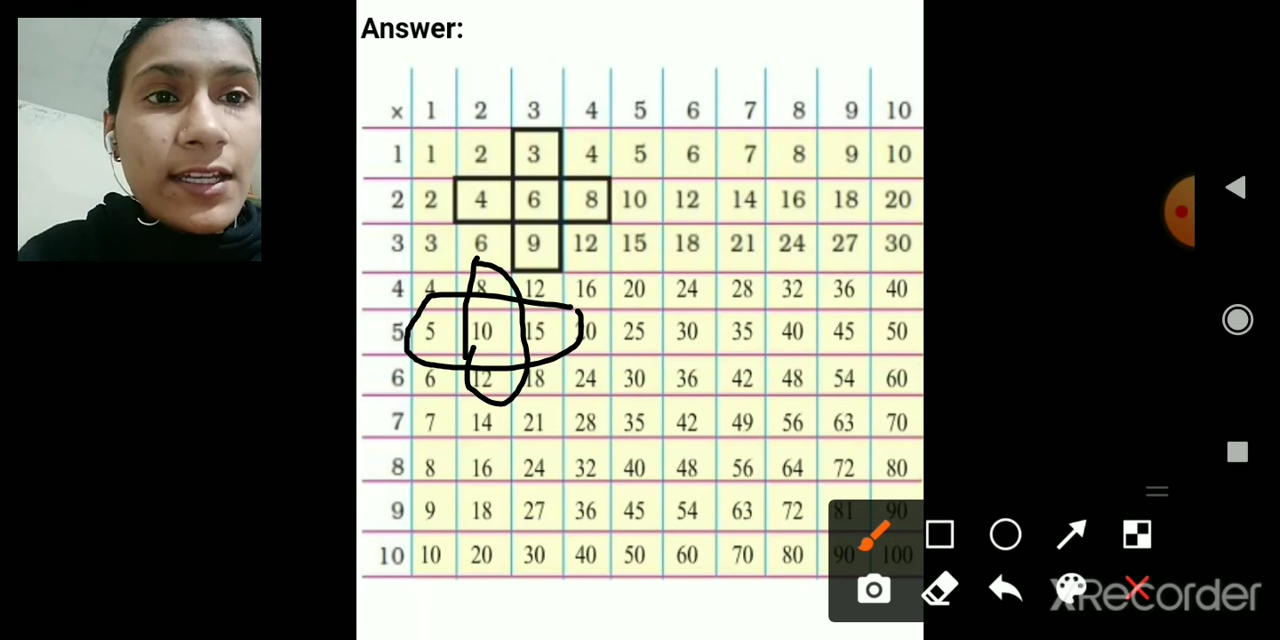 Answer:
× 1 2 3 4 5 6 7 8 9 10
1 1 2 3 4 5 6 7 8 9 10
2 2 4 6 8 10 12 14 16 18 20
3 3 6 9 12 15 18 21 24 27 30
4 4 8 12 16 20 24 28 32 36 40
5 5 10 15 20 25 30 35 40 45 50
6 6 12 18 24 30 36 42 48 54 60
7 7 14 21 28 35 42 49 56 63 70
8 8 16 24 32 40 48 56 64 72 80
9 9 18 27 36 45 54 63 72 81 90
10 10 20 30 40 50 60 70 80 90 100
XRecorder